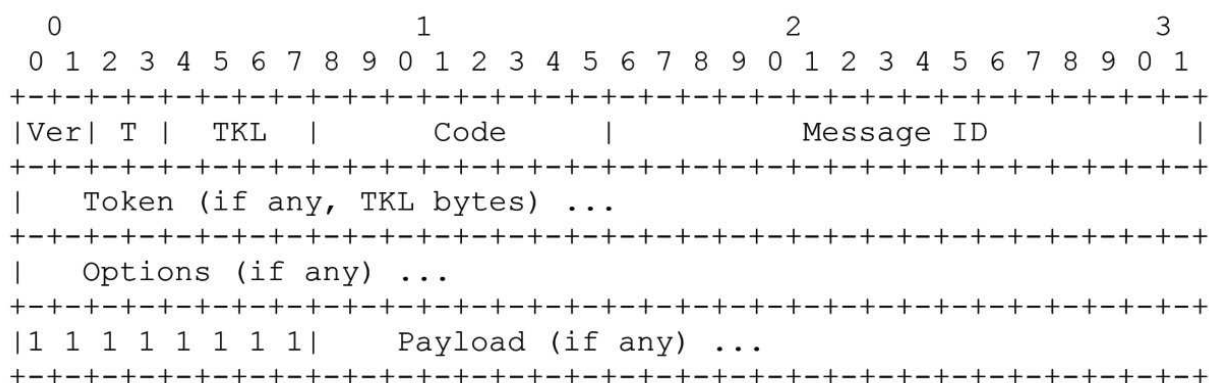 0                   1                   2                   3
    0 1 2 3 4 5 6 7 8 9 0 1 2 3 4 5 6 7 8 9 0 1 2 3 4 5 6 7 8 9 0 1
   +-+-+-+-+-+-+-+-+-+-+-+-+-+-+-+-+-+-+-+-+-+-+-+-+-+-+-+-+-+-+-+-+
   |Ver| T |  TKL  |      Code     |          Message ID           |
   +-+-+-+-+-+-+-+-+-+-+-+-+-+-+-+-+-+-+-+-+-+-+-+-+-+-+-+-+-+-+-+-+
   |   Token (if any, TKL bytes) ...
   +-+-+-+-+-+-+-+-+-+-+-+-+-+-+-+-+-+-+-+-+-+-+-+-+-+-+-+-+-+-+-+-+
   |   Options (if any) ...
   +-+-+-+-+-+-+-+-+-+-+-+-+-+-+-+-+-+-+-+-+-+-+-+-+-+-+-+-+-+-+-+-+
   |1 1 1 1 1 1 1 1|    Payload (if any) ...
   +-+-+-+-+-+-+-+-+-+-+-+-+-+-+-+-+-+-+-+-+-+-+-+-+-+-+-+-+-+-+-+-+